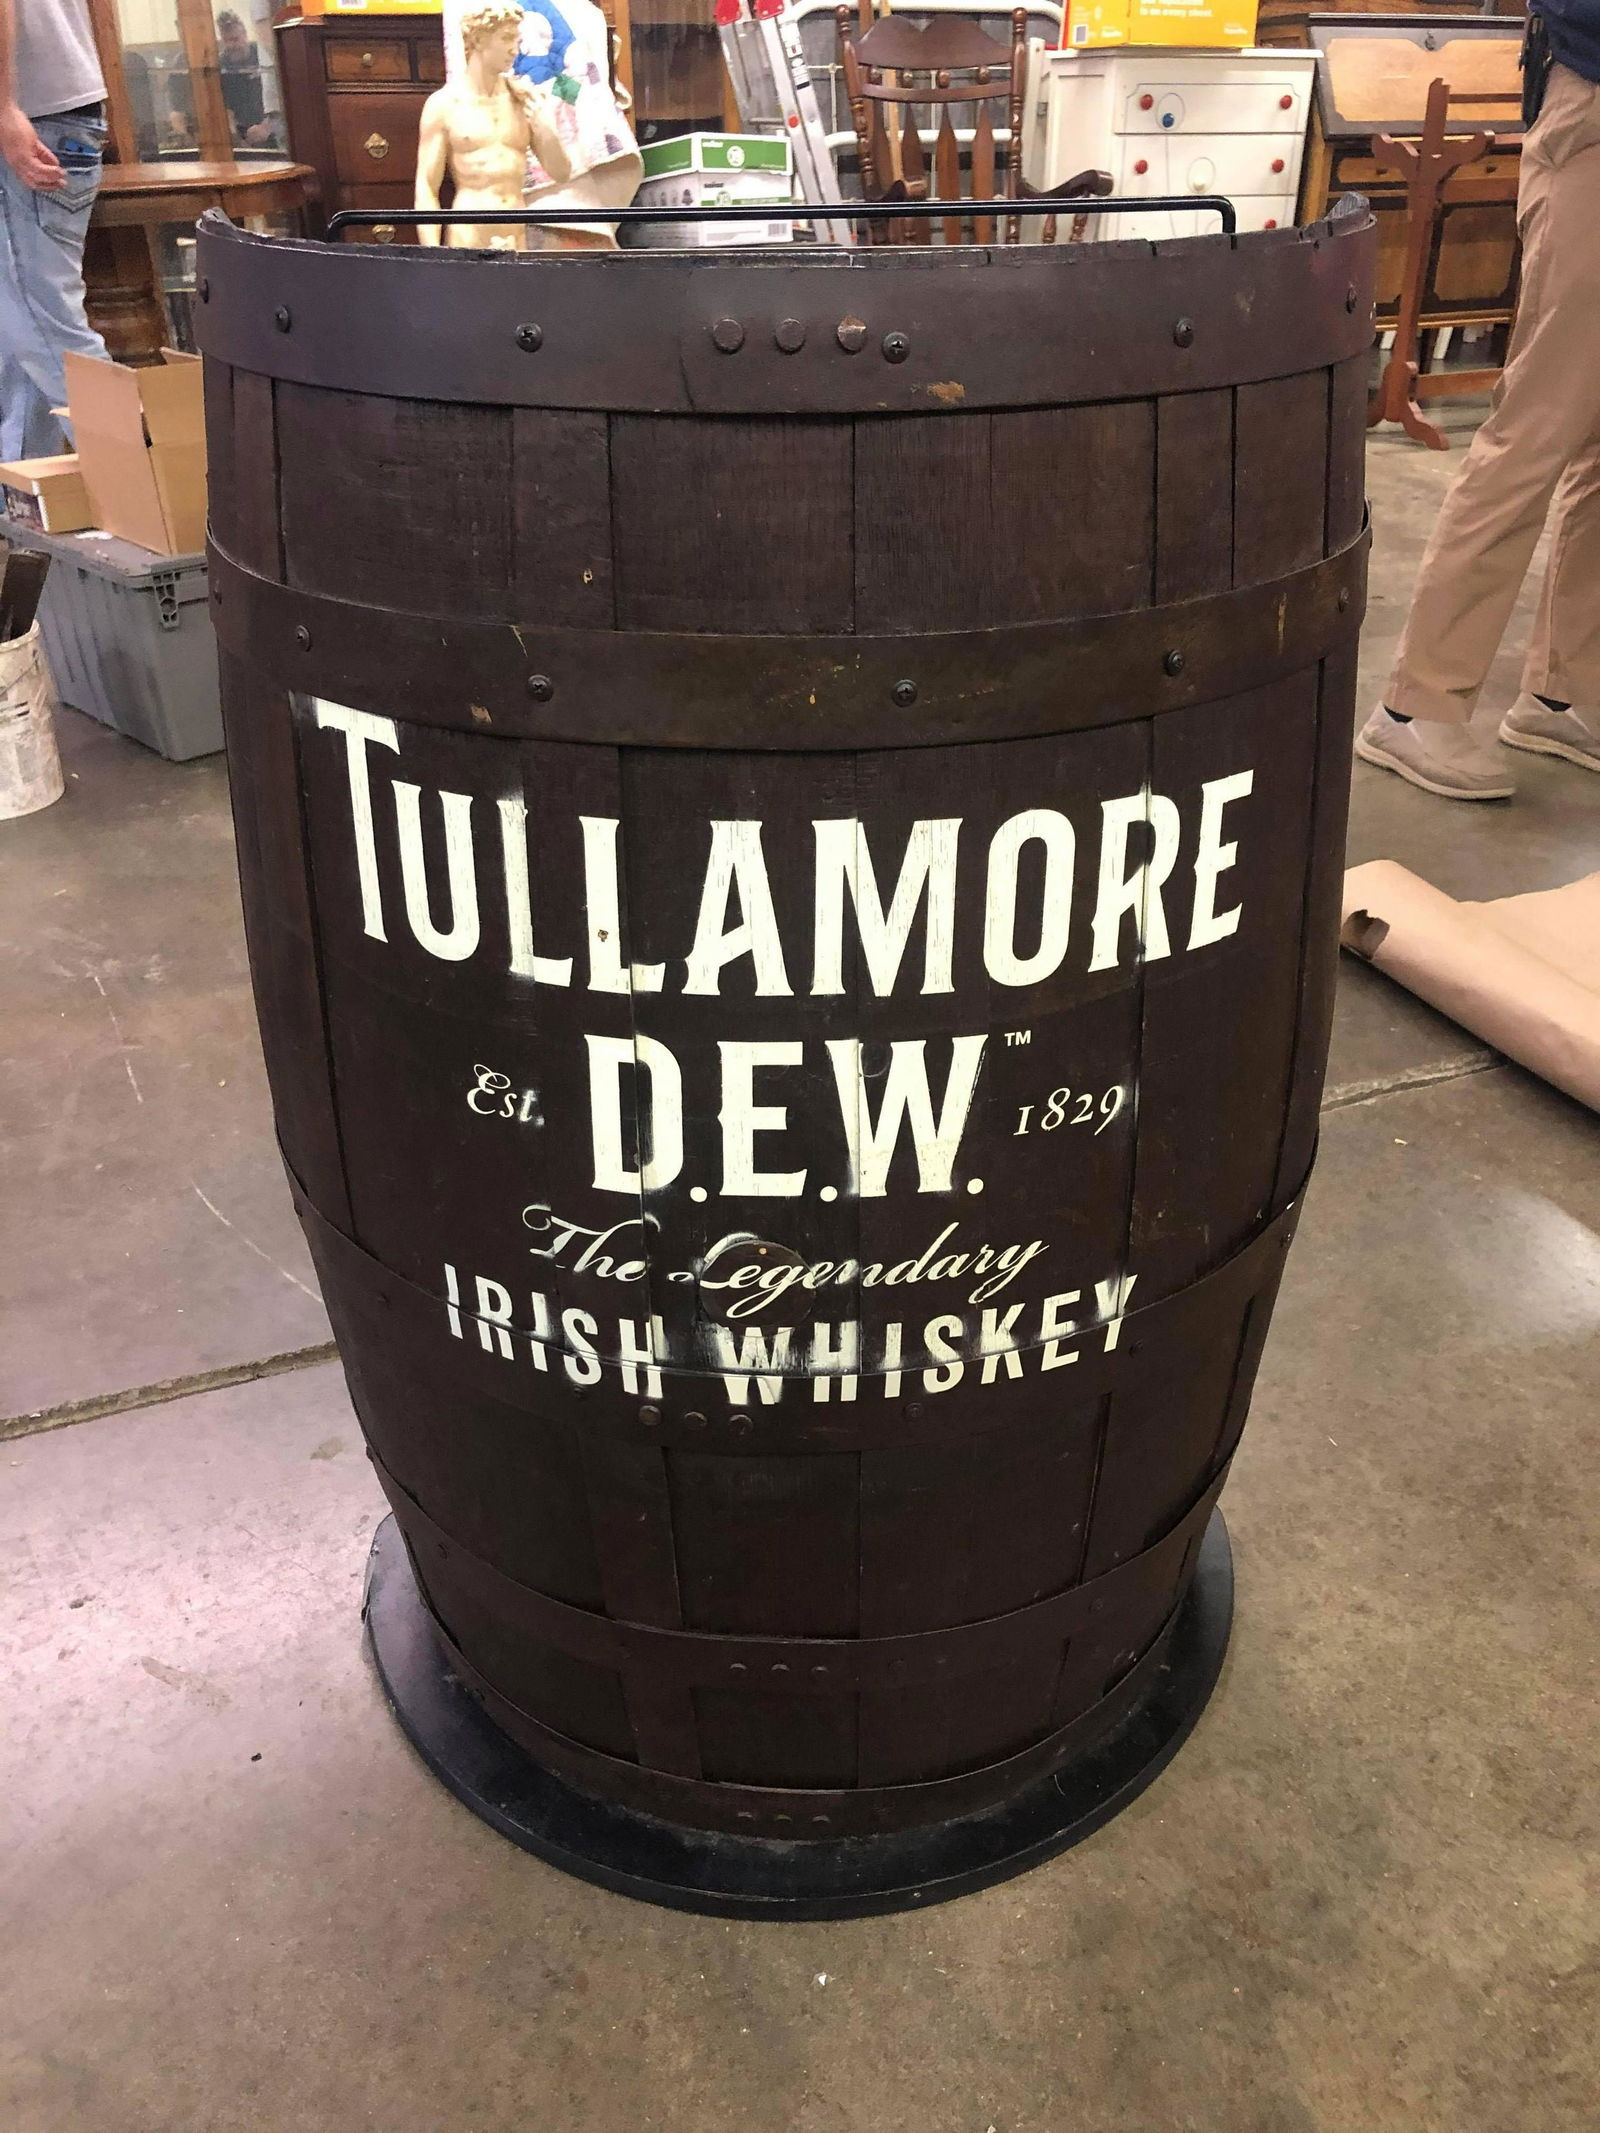 TULLAMORE
D.E.W.™
Est. 1829
The Legendary
IRISH WHISKEY